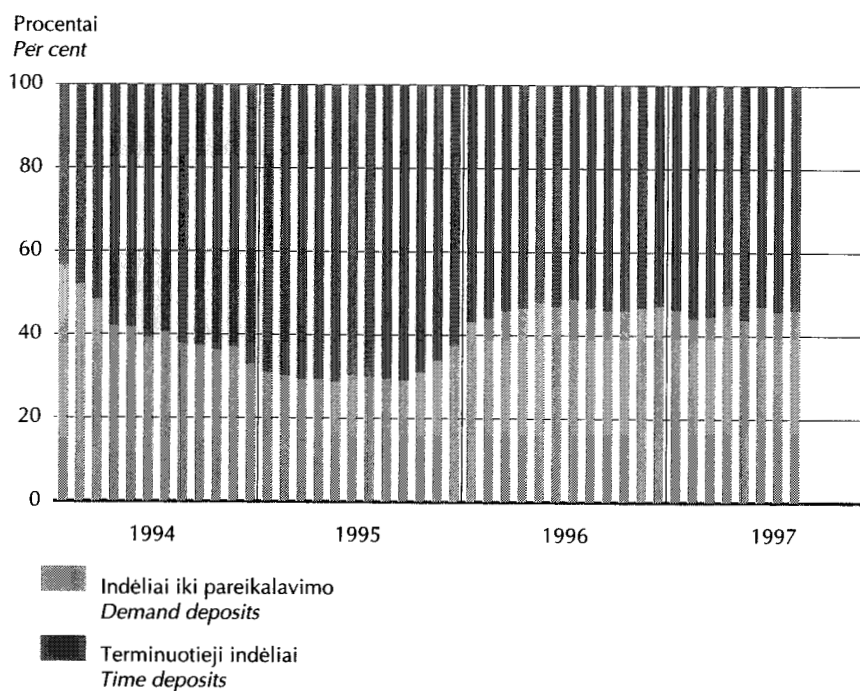 Procentai
Per cent
100
80
60
40
20
0
1994 1995 1996 1997
Indėliai iki pareikalavimo
Demand deposits
Terminuotieji indėliai
Time deposits